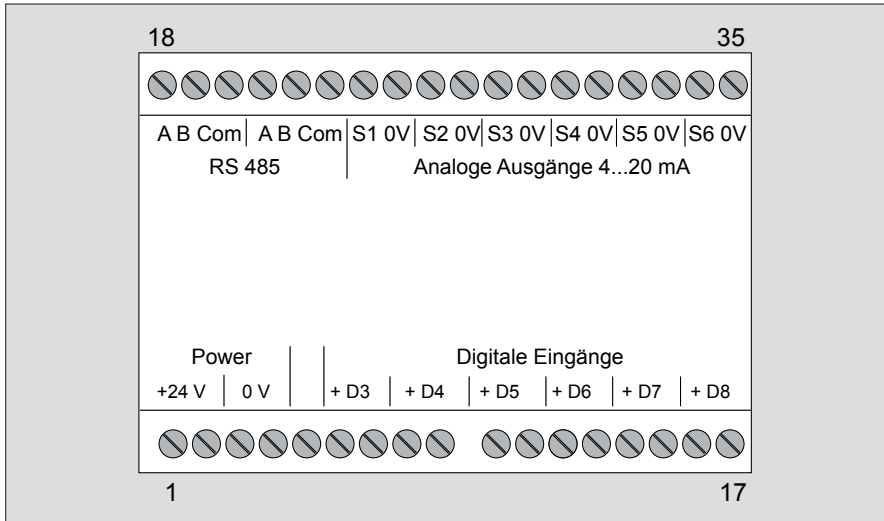 18 35
A B Com A B Com S1 0V S2 0V S3 0V S4 0V S5 0V S6 0V
RS 485 Analoge Ausgänge 4...20 mA
Power Digitale Eingänge
+24 V 0 V + D3 + D4 + D5 + D6 + D7 + D8
1 17